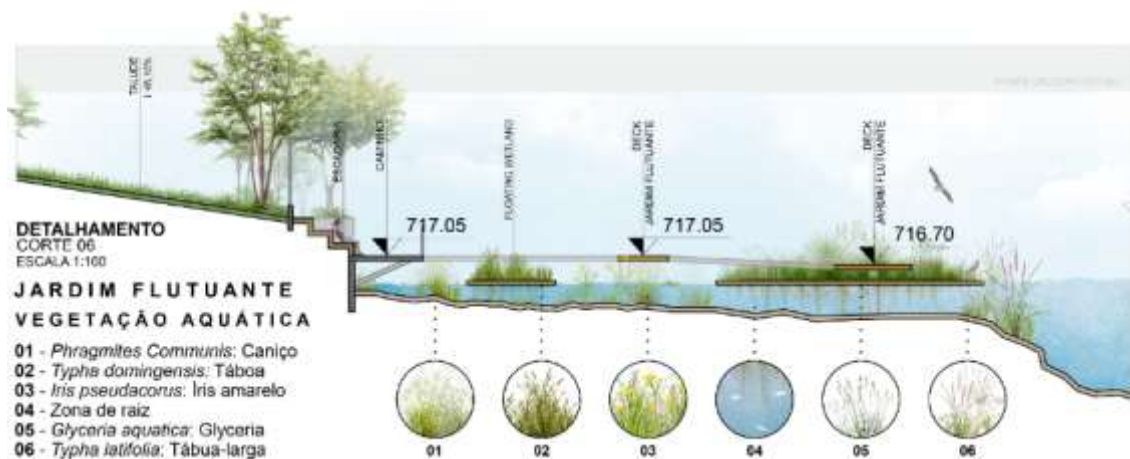 TALUDE
ESCADARIA
CAMINHO
FLOATING WETLAND
DECK
JARDIM FLUTUANTE
DECK
JARDIM FLUTUANTE
717.05
717.05
716.70
DETALHAMENTO
CORTE 06
ESCALA 1:100
JARDIM FLUTUANTE
VEGETAÇÃO AQUÁTICA
01 - Phragmites Communis: Caniço
02 - Typha domingensis: Táboa
03 - Iris pseudacorus: Íris amarelo
04 - Zona de raiz
05 - Glyceria aquatica: Glyceria
06 - Typha latifolia: Tábua-larga
01
02
03
04
05
06